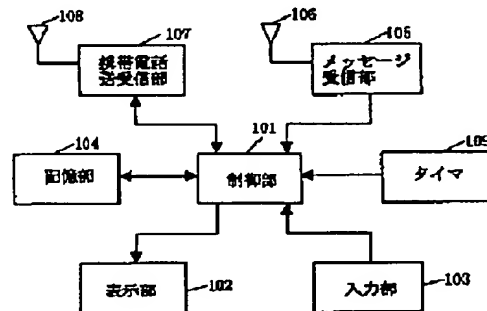 108
107
携帯電話
送受信部
106
105
メッセージ
受信部
101
制御部
104
記憶部
109
タイマ
表示部
102
入力部
103